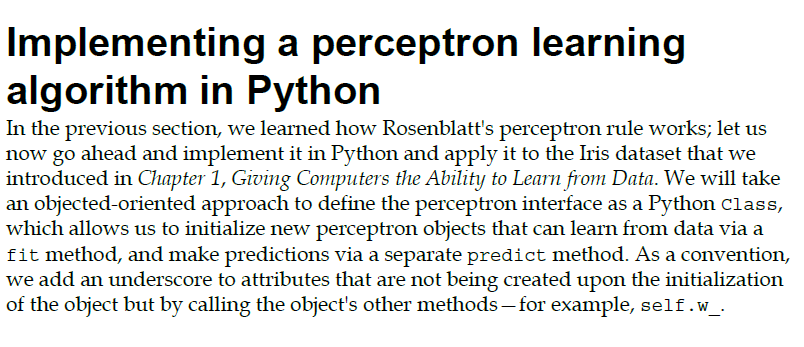 Implementing a perceptron learning
algorithm in Python
In the previous section, we learned how Rosenblatt's perceptron rule works; let us
now go ahead and implement it in Python and apply it to the Iris dataset that we
introduced in Chapter 1, Giving Computers the Ability to Learn from Data. We will take
an objected-oriented approach to define the perceptron interface as a Python Class,
which allows us to initialize new perceptron objects that can learn from data via a
fit method, and make predictions via a separate predict method. As a convention,
we add an underscore to attributes that are not being created upon the initialization
of the object but by calling the object's other methods—for example, self.w_.